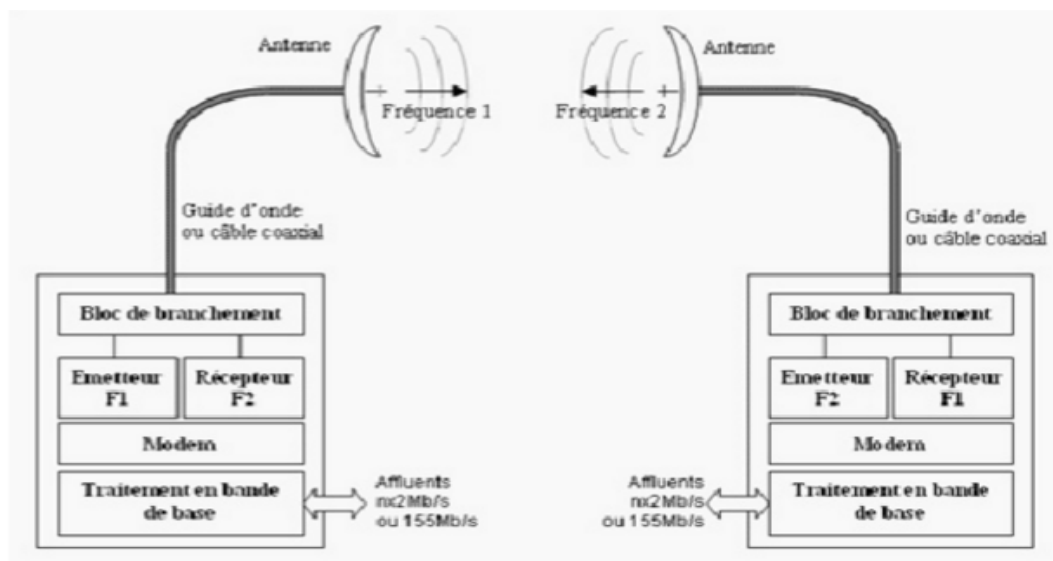 Antenne
Fréquence 1
Guide d'onde
ou câble coaxial
Bloc de branchement
Emetteur
F1
Récepteur
F2
Modem
Traitement en bande
de base
Affluents
nx2Mb/s
ou 155Mb/s
Antenne
Fréquence 2
Guide d'onde
ou câble coaxial
Bloc de branchement
Emetteur
F2
Récepteur
F1
Modem
Traitement en bande
de base
Affluents
nx2Mb/s
ou 155Mb/s